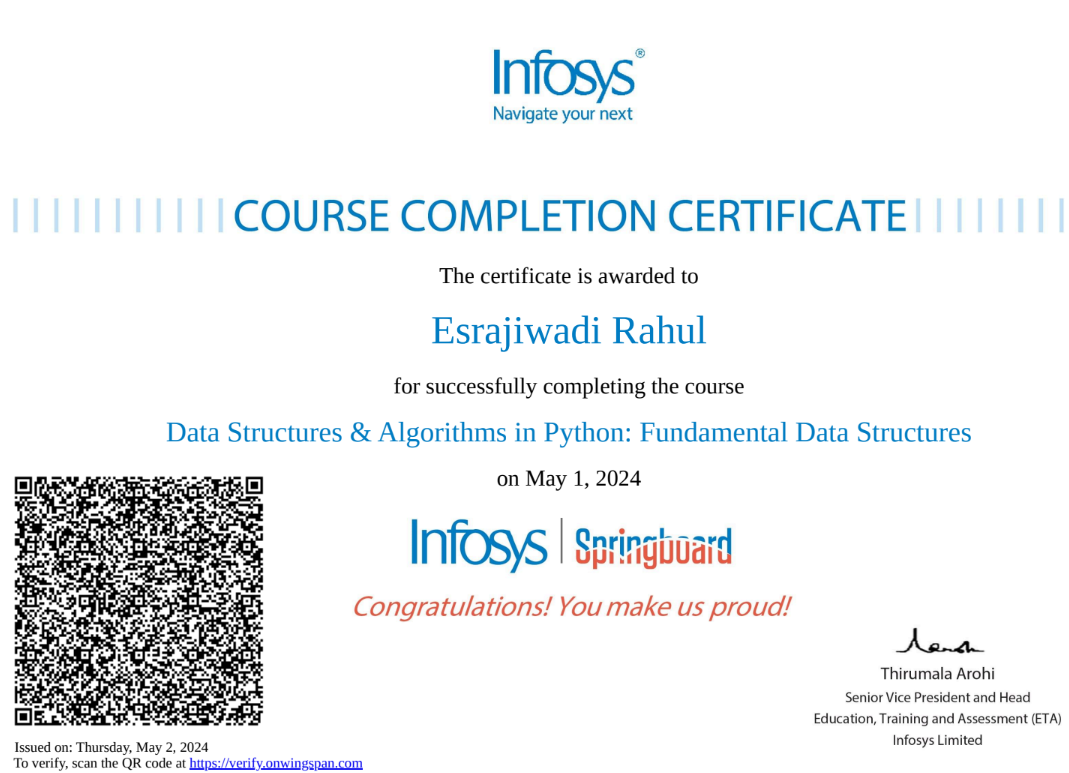 Infosys®
Navigate your next
COURSE COMPLETION CERTIFICATE
The certificate is awarded to
Esrajiwadi Rahul
for successfully completing the course
Data Structures & Algorithms in Python: Fundamental Data Structures
on May 1, 2024
Infosys | Springboard
Congratulations! You make us proud!
Thirumala Arohi
Senior Vice President and Head
Education, Training and Assessment (ETA)
Infosys Limited
Issued on: Thursday, May 2, 2024
To verify, scan the QR code at https://verify.onwingspan.com